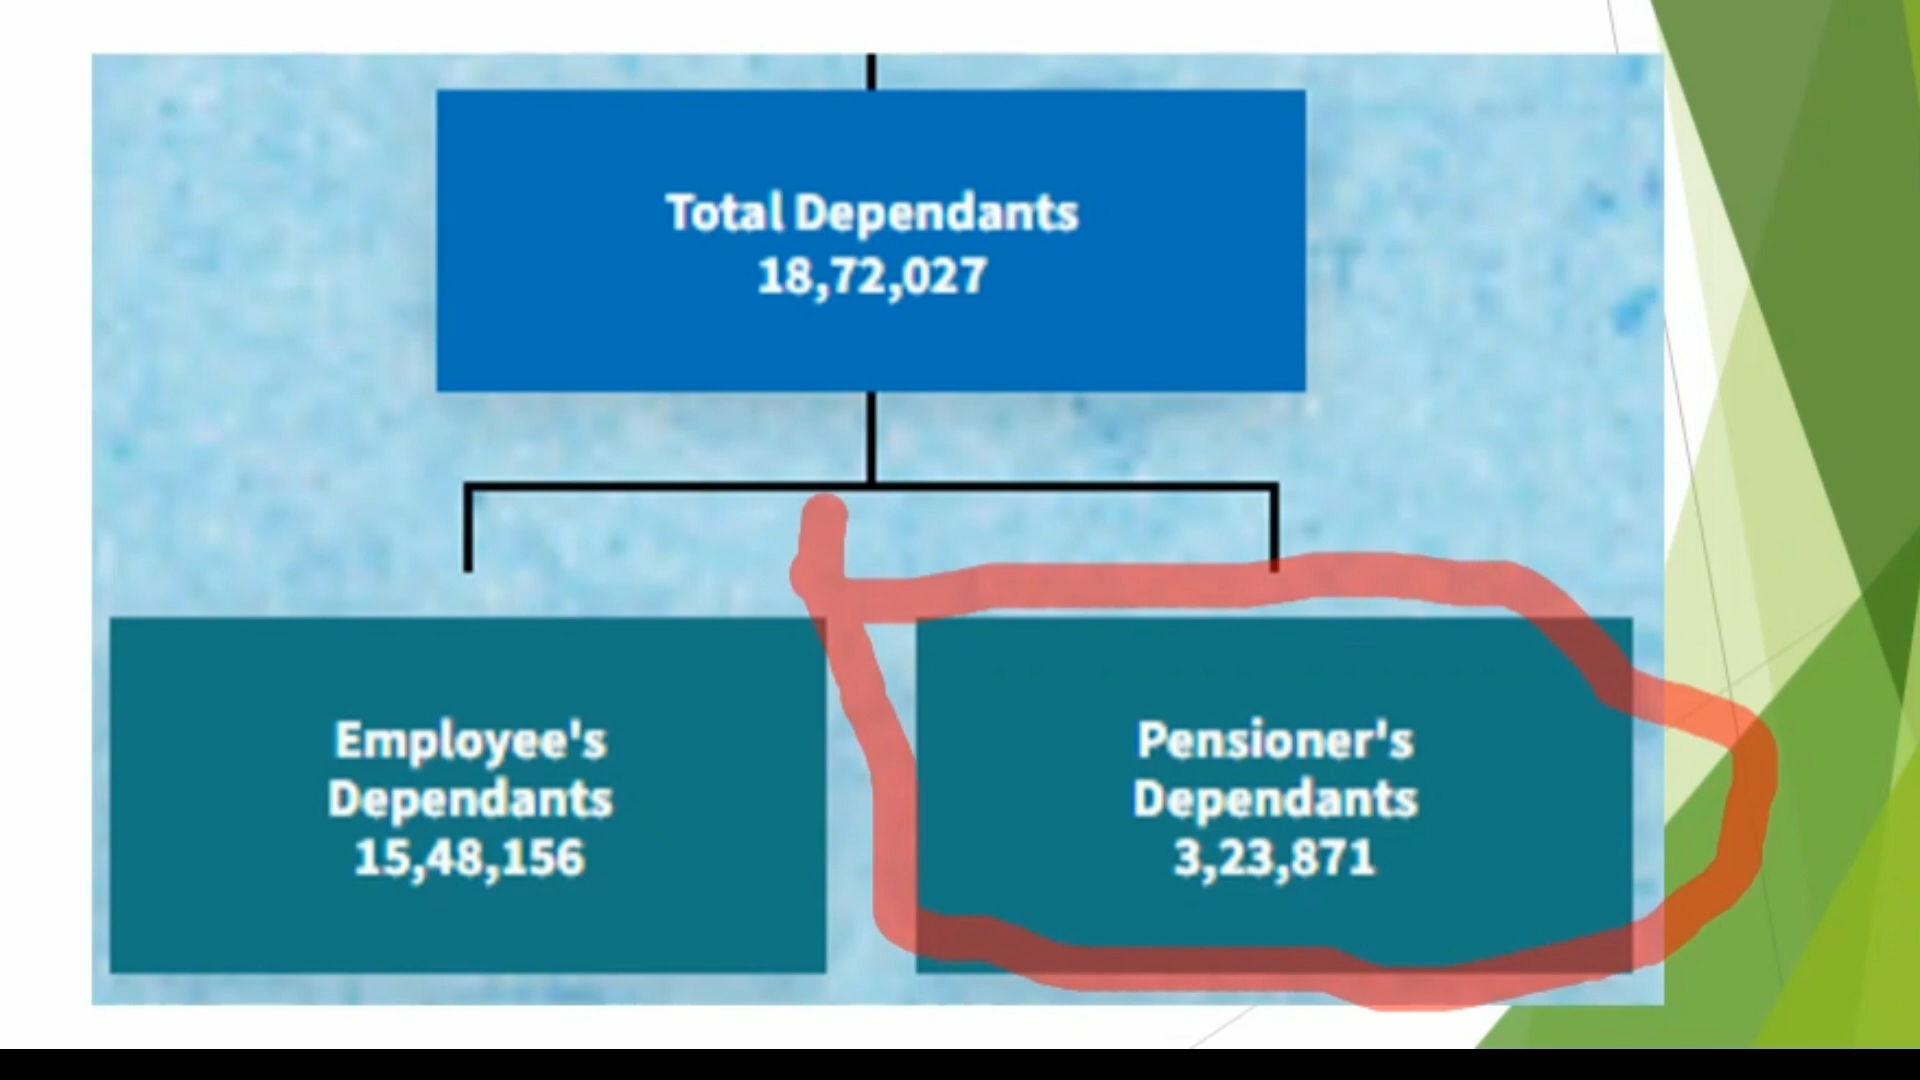 Total Dependants
18,72,027
Employee's
Dependants
15,48,156
Pensioner's
Dependants
3,23,871